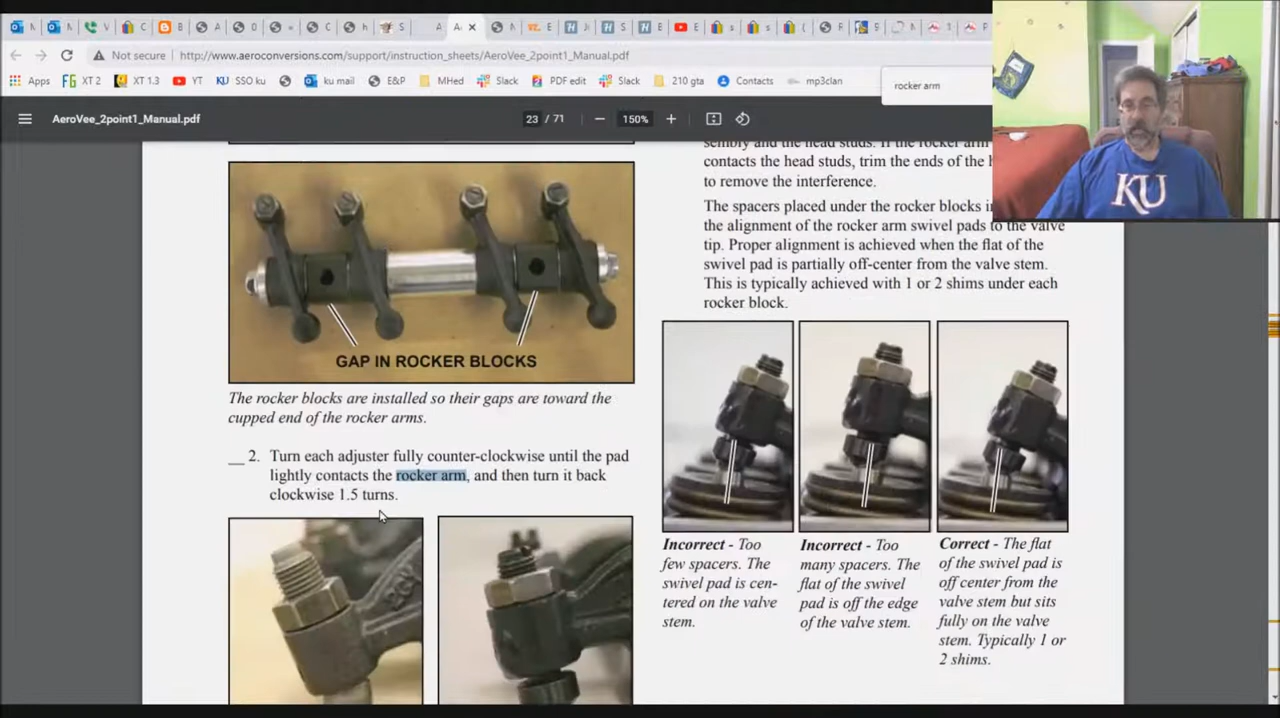 Not secure
http://www.aeroconversions.com/support/instruction_sheets/AeroVee_2point1_Manual.pdf
Apps
XT 2
XT 1.3
YT
KU SSO ku
ku mail
E&P
MHed
Slack
PDF edit
Slack
210 gta
Contacts
mp3clan
rocker arm
AeroVee_2point1_Manual.pdf
23 / 71
150%
GAP IN ROCKER BLOCKS
The rocker blocks are installed so their gaps are toward the
cupped end of the rocker arms.
__ 2. Turn each adjuster fully counter-clockwise until the pad
lightly contacts the rocker arm, and then turn it back
clockwise 1.5 turns.
sembly and the head studs. If the rocker arm
contacts the head studs, trim the ends of the
to remove the interference.
The spacers placed under the rocker blocks
the alignment of the rocker arm swivel pads to the valve
tip. Proper alignment is achieved when the flat of the
swivel pad is partially off-center from the valve stem.
This is typically achieved with 1 or 2 shims under each
rocker block.
Incorrect - Too
few spacers. The
swivel pad is cen-
tered on the valve
stem.
Incorrect - Too
many spacers. The
flat of the swivel
pad is off the edge
of the valve stem.
Correct - The flat
of the swivel pad is
off center from the
valve stem but sits
fully on the valve
stem. Typically 1 or
2 shims.
KU